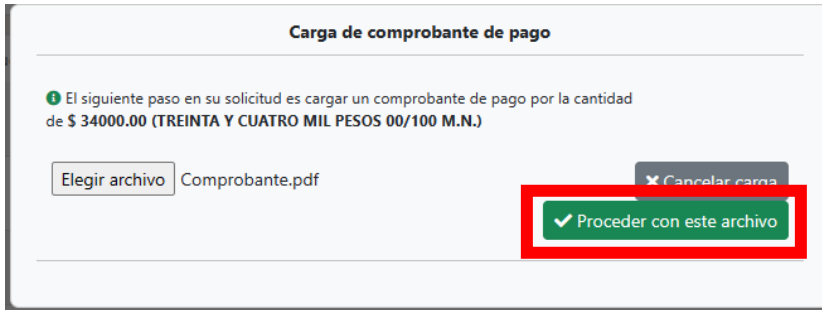 Carga de comprobante de pago
El siguiente paso en su solicitud es cargar un comprobante de pago por la cantidad
de $ 34000.00 (TREINTA Y CUATRO MIL PESOS 00/100 M.N.)
Elegir archivo Comprobante.pdf
Cancelar carga
Proceder con este archivo